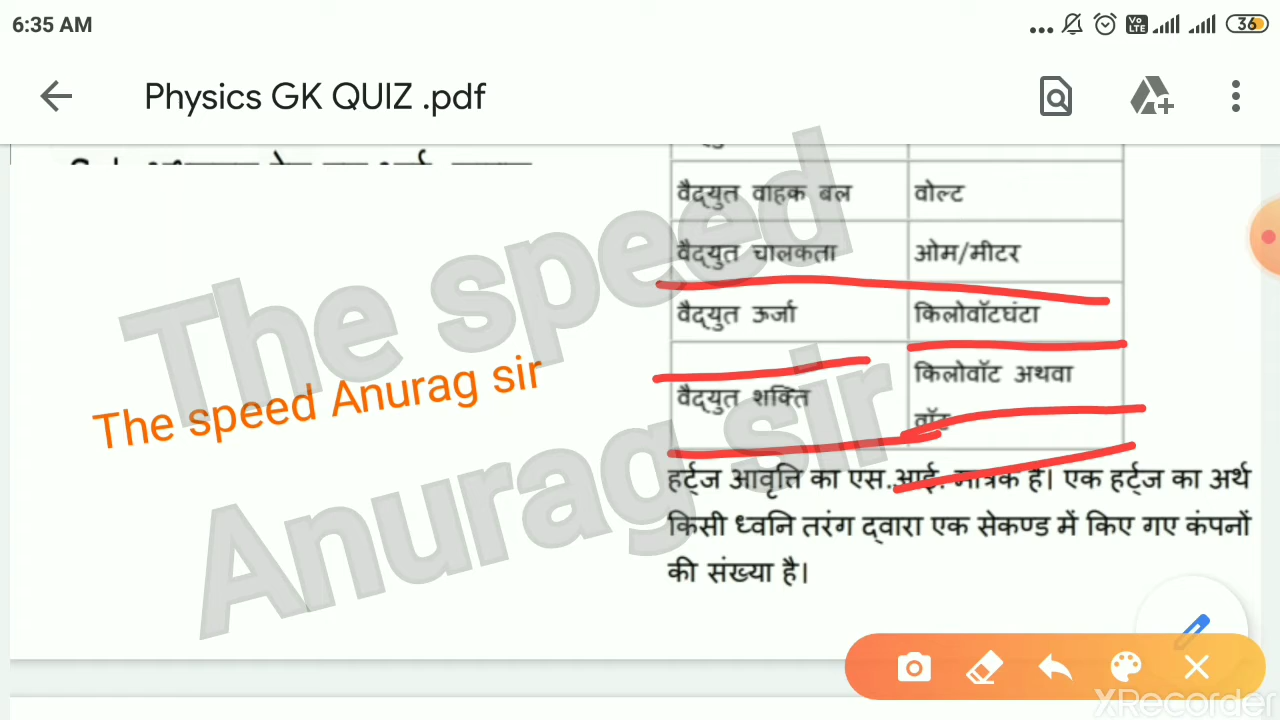 6:35 AM
Vo LTE
36
Physics GK QUIZ .pdf
वैद्युत वाहक बल वोल्ट
वैद्युत चालकता ओम/मीटर
वैद्युत ऊर्जा किलोवॉटघंटा
वैद्युत शक्ति किलोवॉट अथवा
वॉट
हर्ट्ज आवृत्ति का एस.आई. मात्रक है। एक हर्ट्ज का अर्थ
किसी ध्वनि तरंग द्वारा एक सेकण्ड में किए गए कंपनों
की संख्या है।
The speed
Anurag sir
The speed Anurag sir
XRecorder